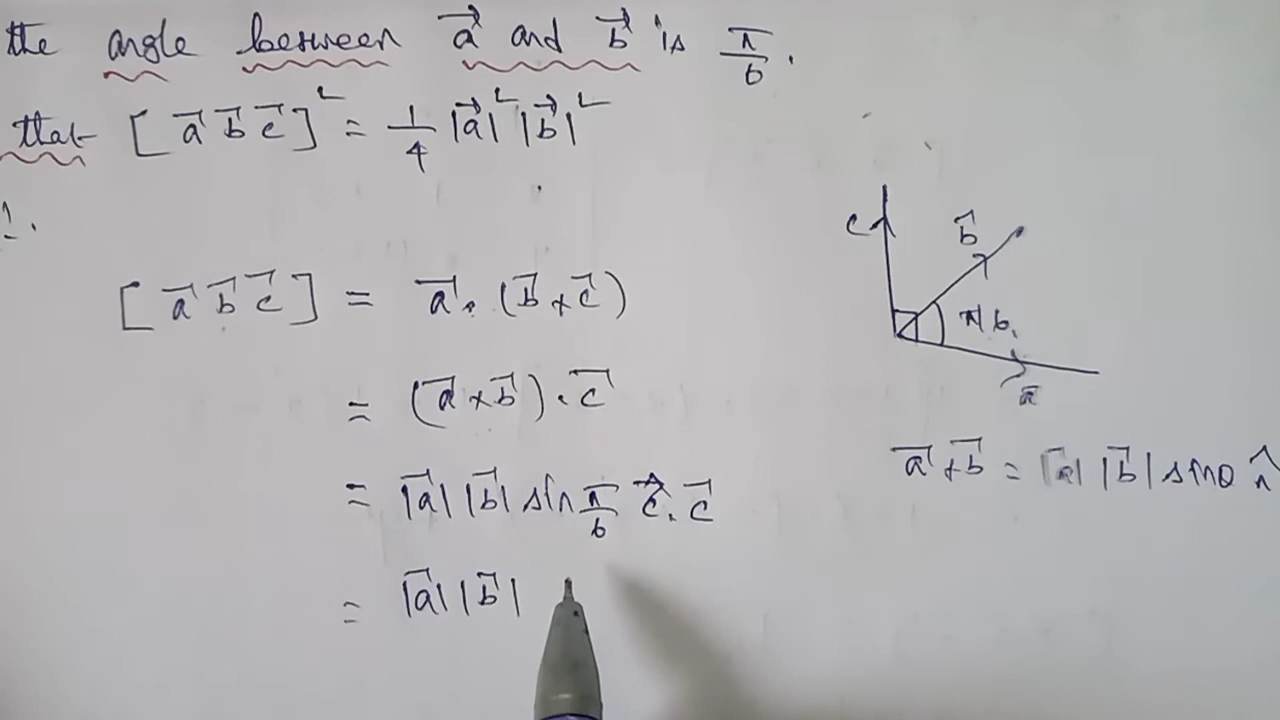 the angle between a⃗ and b⃗ is π/6.
that [a⃗ b⃗ c⃗]² = 1/4 |a⃗|² |b⃗|²
[a⃗ b⃗ c⃗] = a⃗ . (b⃗ × c⃗)
= (a⃗ × b⃗) . c⃗
= |a⃗| |b⃗| sin π/6 ĉ . c⃗
= |a⃗| |b⃗|
c
b⃗
π/6
a⃗
a⃗ × b⃗ = |a⃗| |b⃗| sinθ n̂